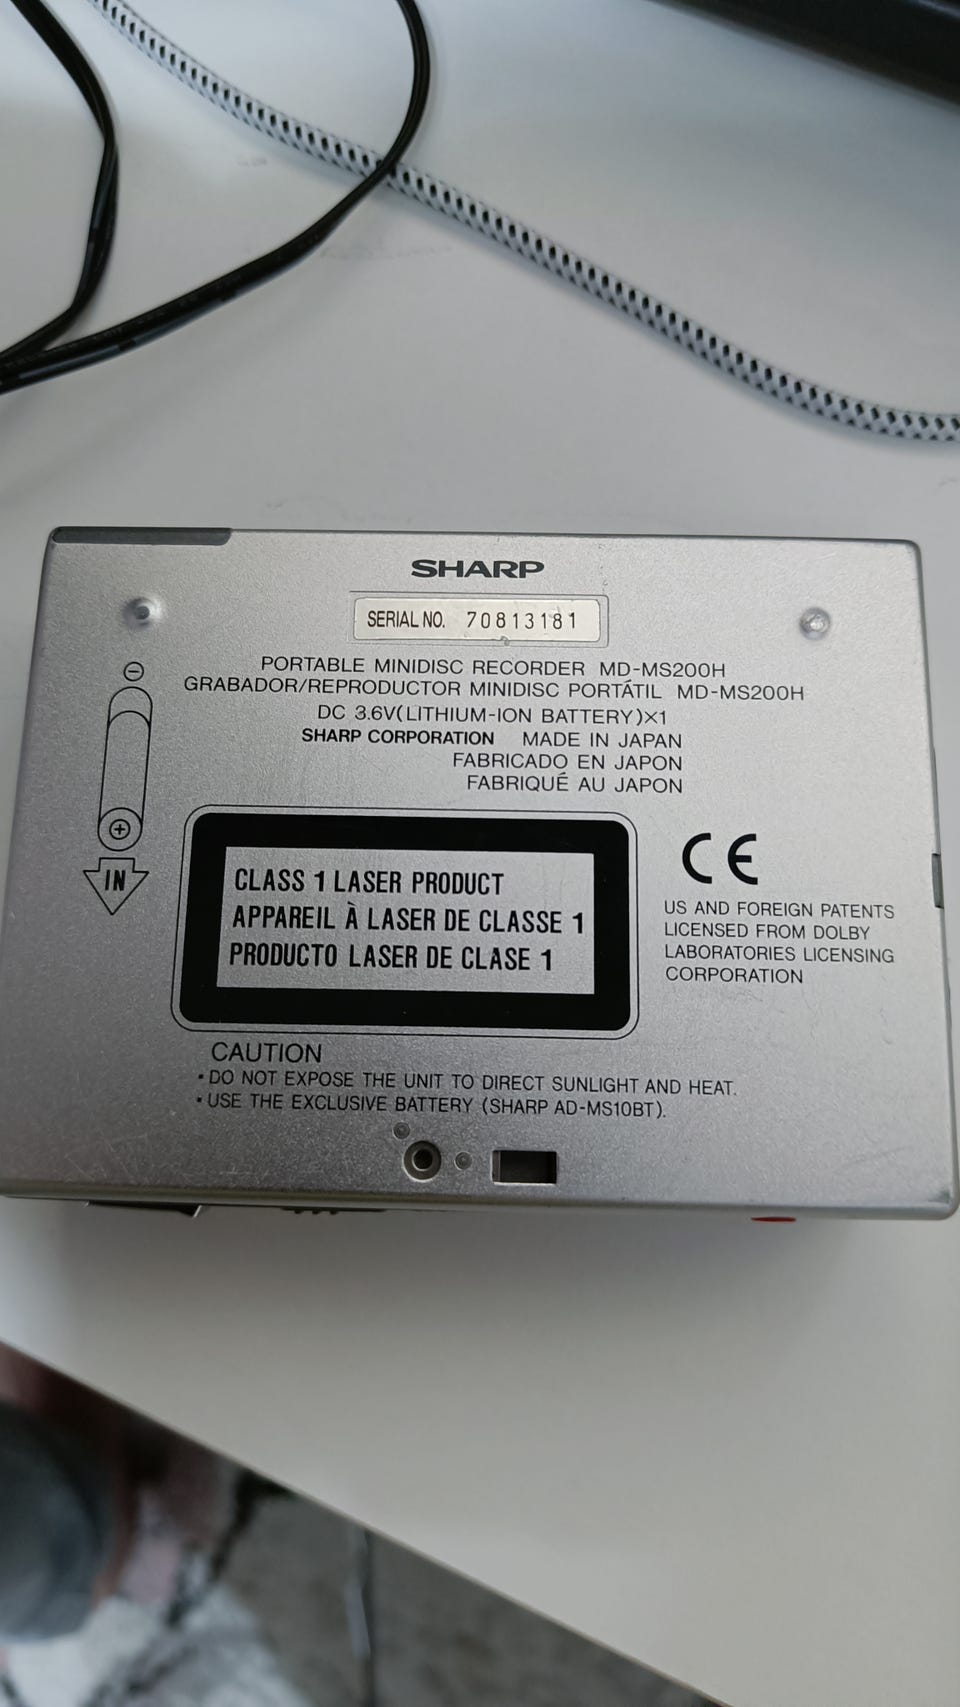 SHARP
SERIAL NO. 70813181
PORTABLE MINIDISC RECORDER MD-MS200H
GRABADOR/REPRODUCTOR MINIDISC PORTÁTIL MD-MS200H
DC 3.6V(LITHIUM-ION BATTERY)×1
SHARP CORPORATION MADE IN JAPAN
FABRICADO EN JAPON
FABRIQUÉ AU JAPON
⊖
⊕
IN
CLASS 1 LASER PRODUCT
APPAREIL À LASER DE CLASSE 1
PRODUCTO LASER DE CLASE 1
CE
US AND FOREIGN PATENTS
LICENSED FROM DOLBY
LABORATORIES LICENSING
CORPORATION
CAUTION
• DO NOT EXPOSE THE UNIT TO DIRECT SUNLIGHT AND HEAT.
• USE THE EXCLUSIVE BATTERY (SHARP AD-MS10BT).